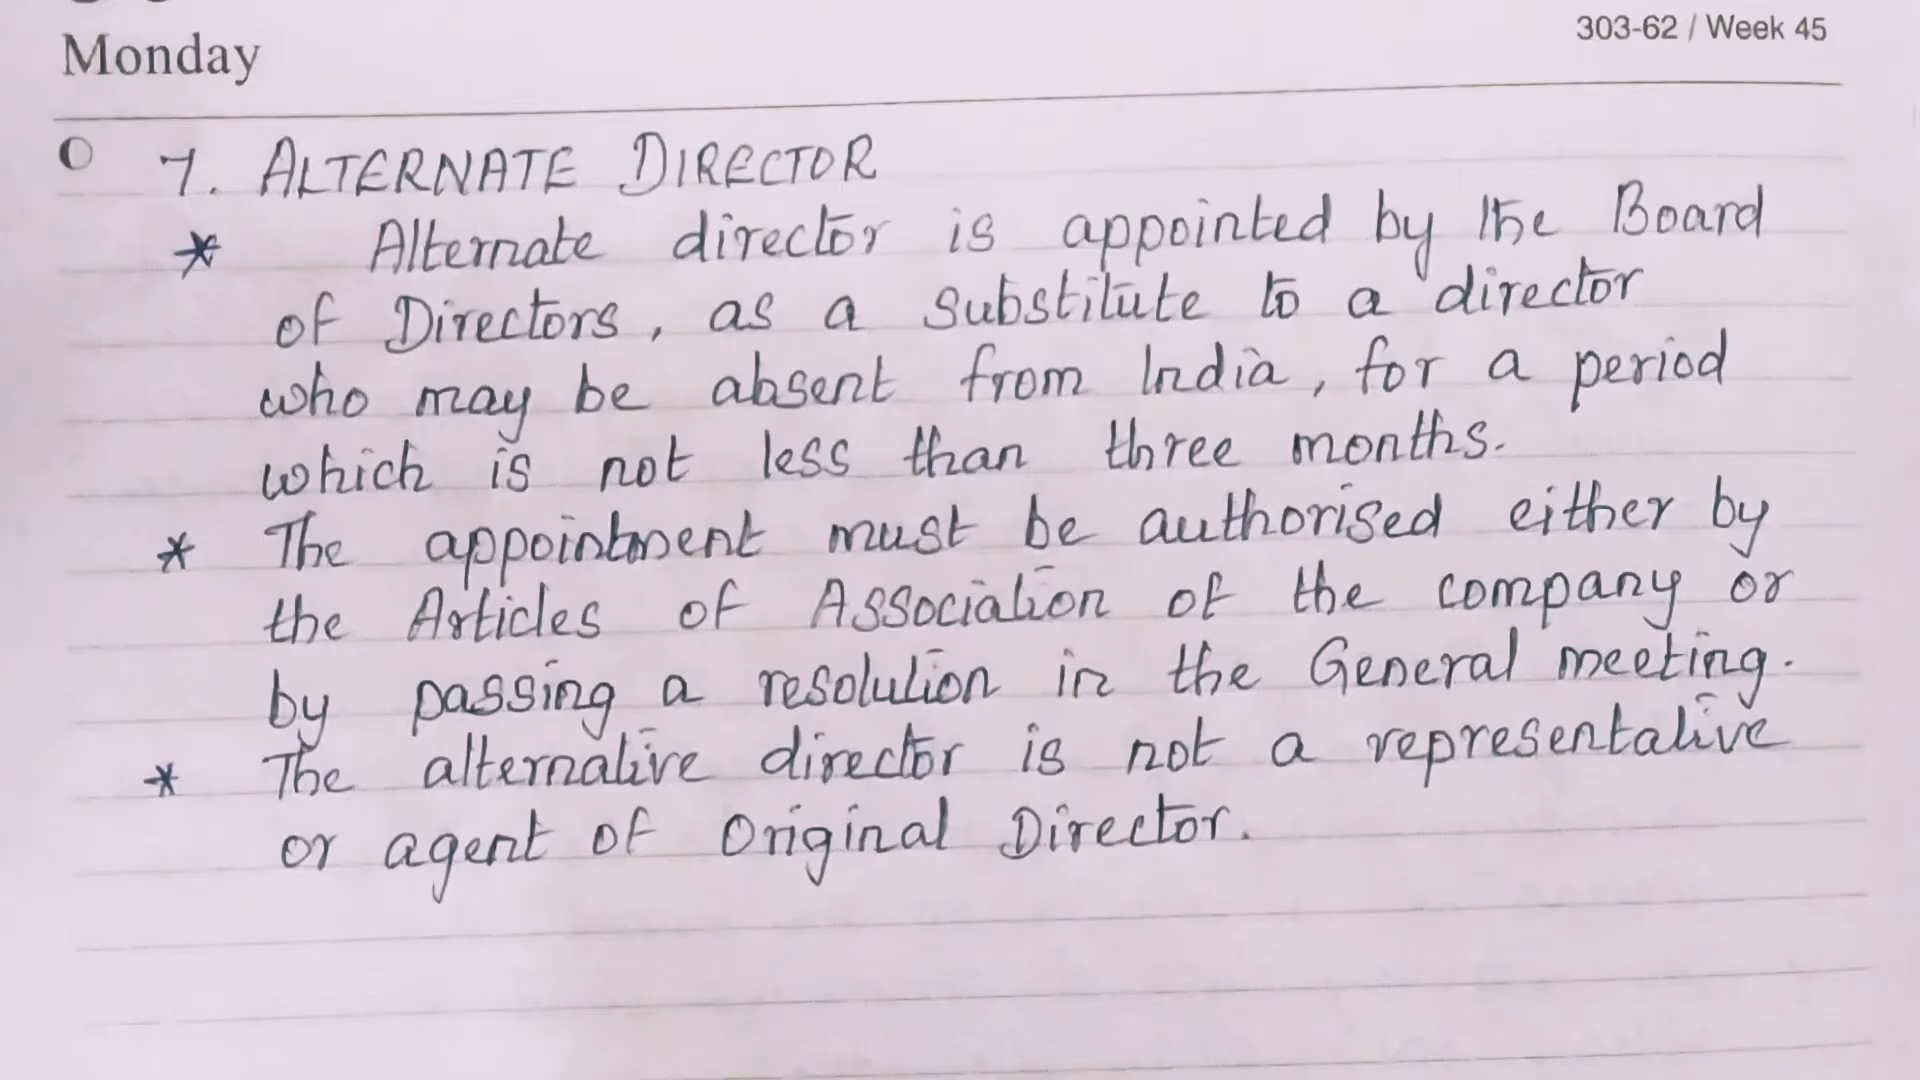 303-62 / Week 45
Monday
7. ALTERNATE DIRECTOR
* Alternate director is appointed by the Board
of Directors, as a substitute to a director
who may be absent from India, for a period
which is not less than three months.
* The appointment must be authorised either by
the Articles of Association of the company or
by passing a resolution in the General meeting.
* The alternative director is not a representative
or agent of Original Director.